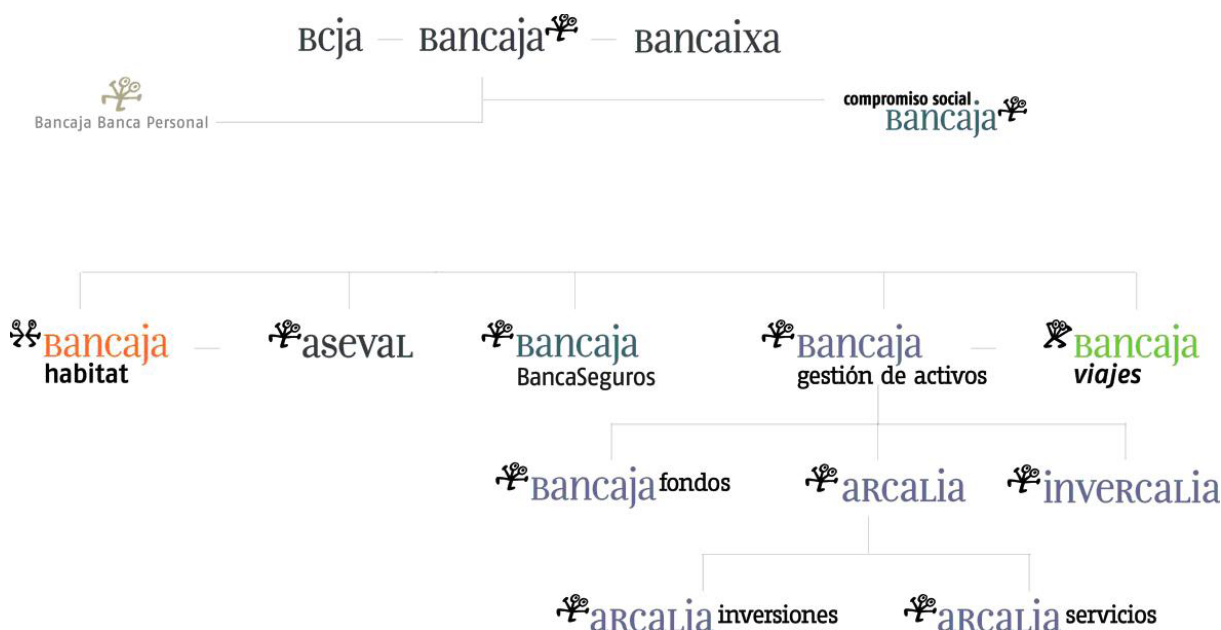 Bcja Bancaja Bancaixa
Bancaja Banca Personal
compromiso social
Bancaja
Bancaja
habitat
aseval
Bancaja
BancaSeguros
Bancaja
gestión de activos
Bancaja
viajes
Bancaja fondos
arcalia
invercalia
arcalia inversiones
arcalia servicios